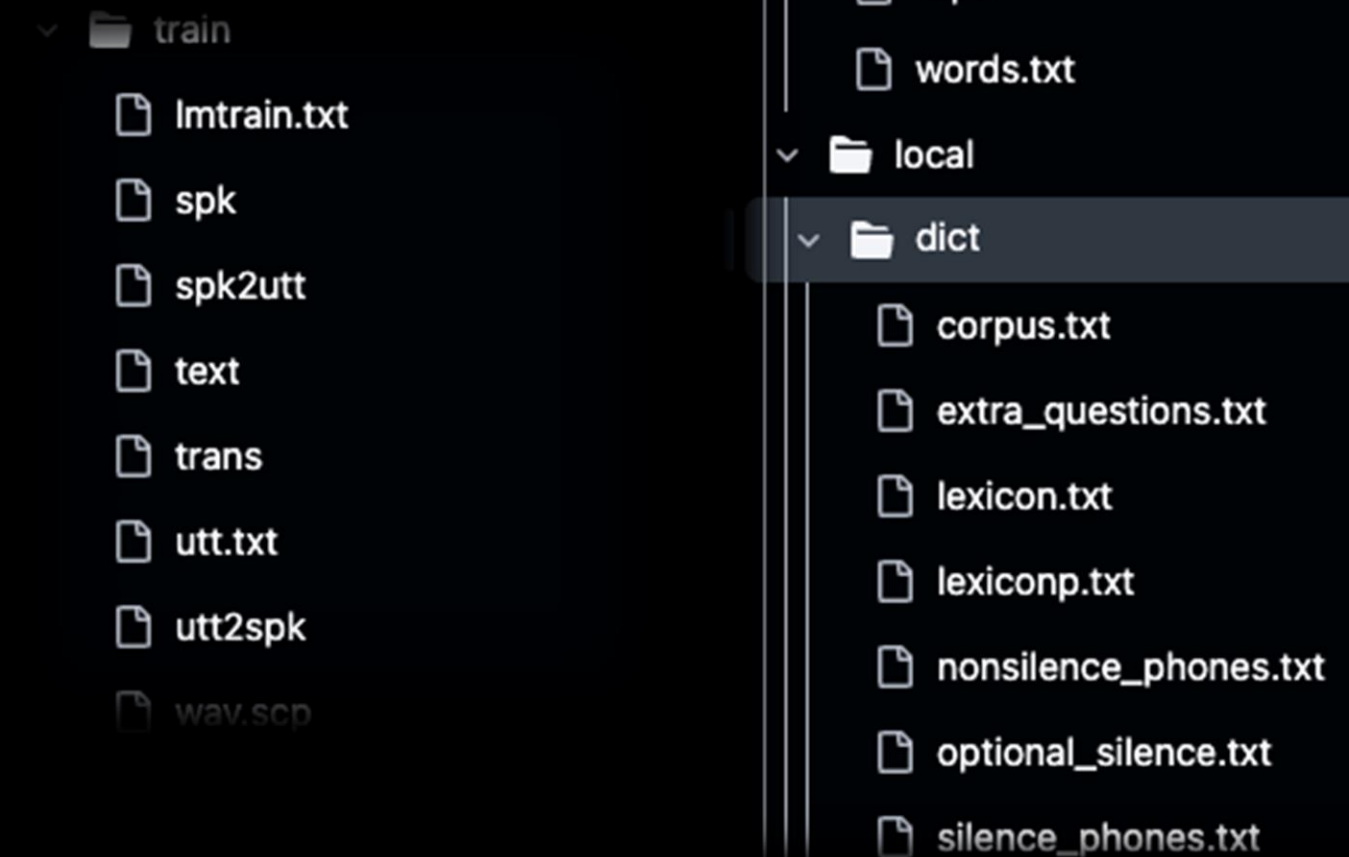 train
lmtrain.txt
spk
spk2utt
text
trans
utt.txt
utt2spk
wav.scp
words.txt
local
dict
corpus.txt
extra_questions.txt
lexicon.txt
lexiconp.txt
nonsilence_phones.txt
optional_silence.txt
silence_phones.txt